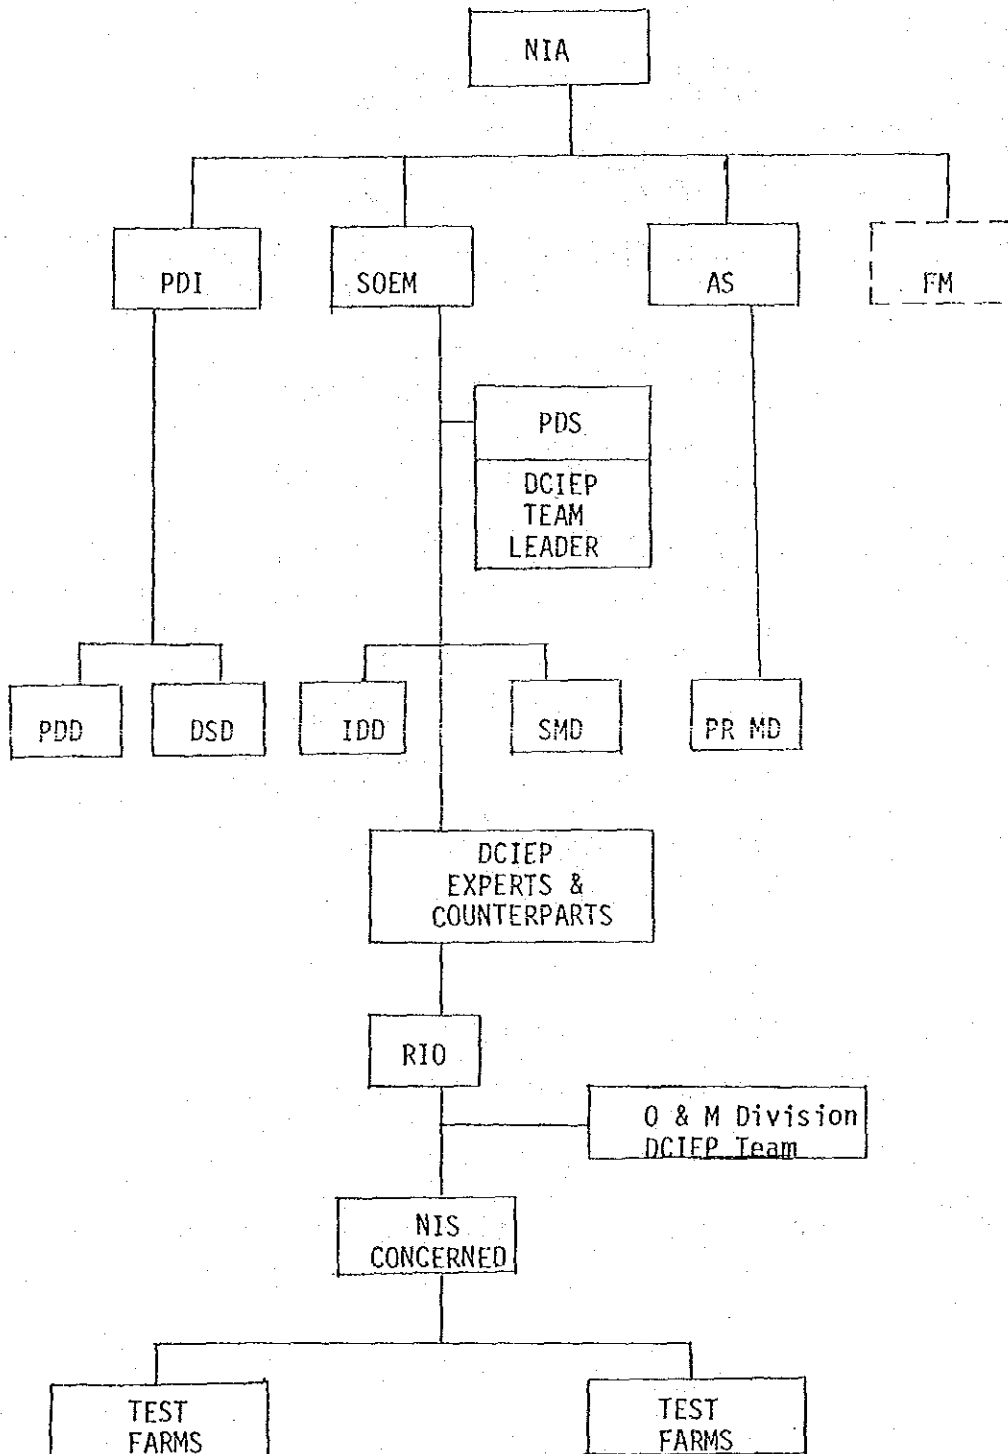 NIA
PDI
SOEM
AS
FM
PDS
DCIEP
TEAM
LEADER
PDD
DSD
IDD
SMD
PR MD
DCIEP
EXPERTS &
COUNTERPARTS
RIO
O & M Division
DCIEP Team
NIS
CONCERNED
TEST
FARMS
TEST
FARMS